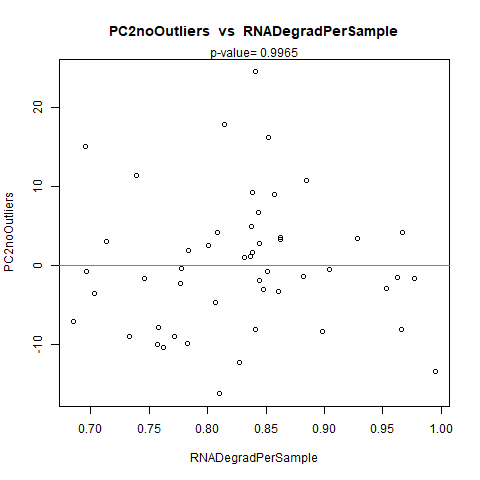 PC2noOutliers vs RNADegradPerSample
p-value= 0.9965
PC2noOutliers
20
10
0
-10
0.70 0.75 0.80 0.85 0.90 0.95 1.00
RNADegradPerSample